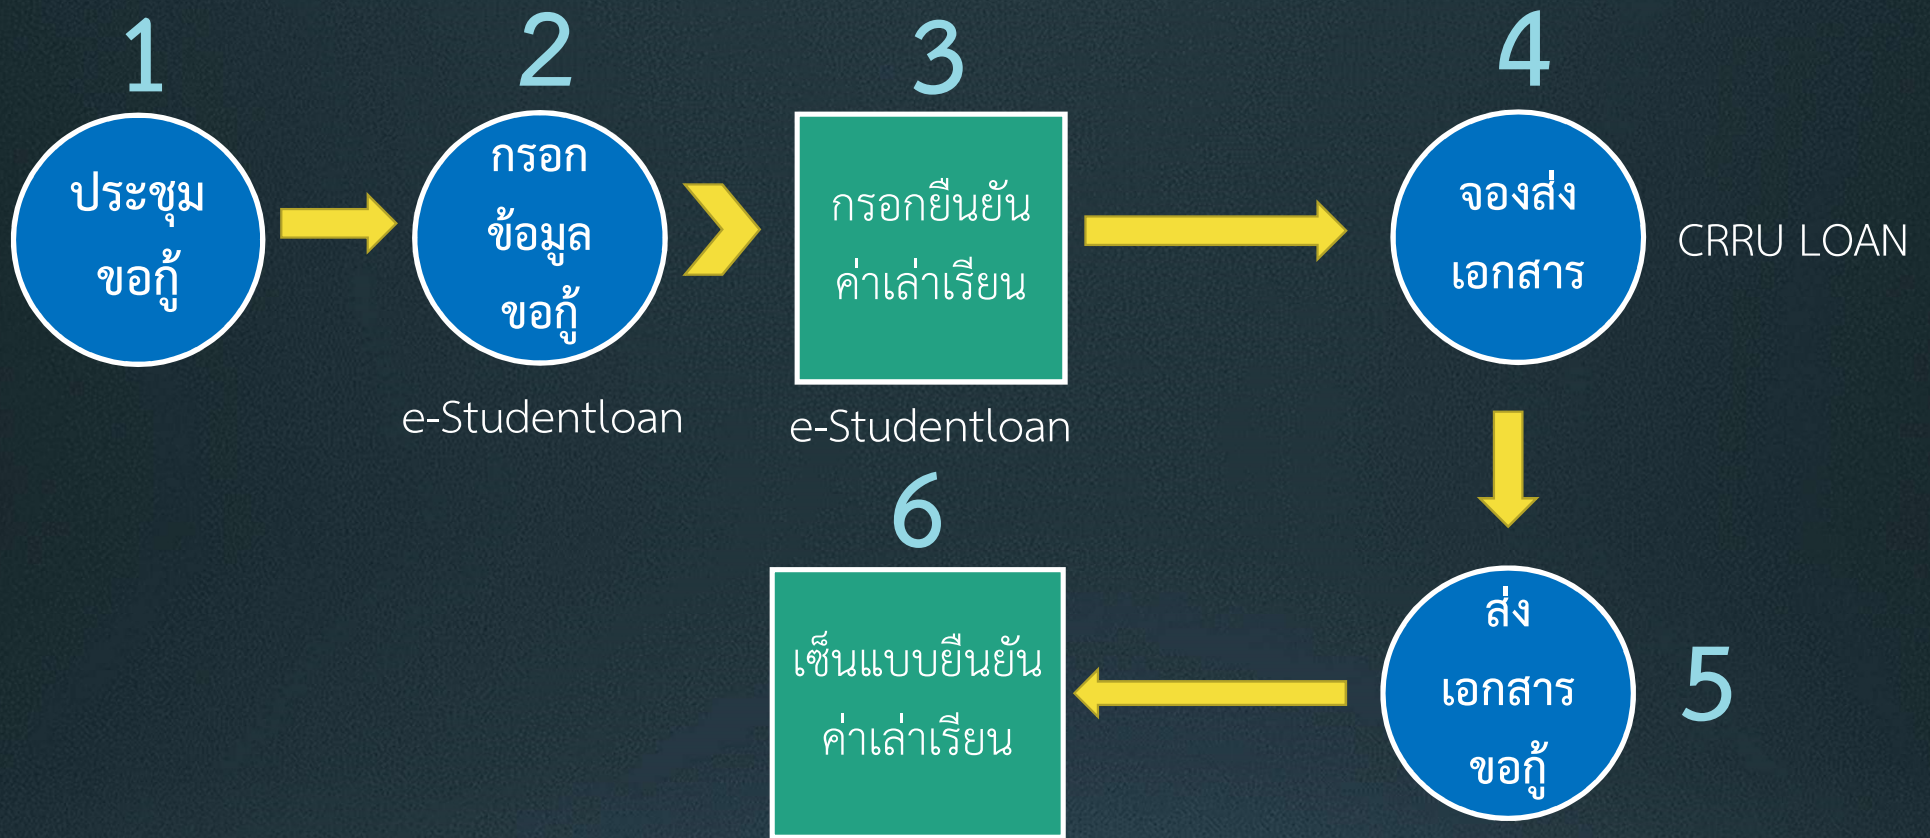 1
ประชุม
ขอกู้
2
กรอก
ข้อมูล
ขอกู้
e-Studentloan
3
กรอกยืนยัน
ค่าเล่าเรียน
e-Studentloan
4
จองส่ง
เอกสาร
CRRU LOAN
5
ส่ง
เอกสาร
ขอกู้
6
เซ็นแบบยืนยัน
ค่าเล่าเรียน